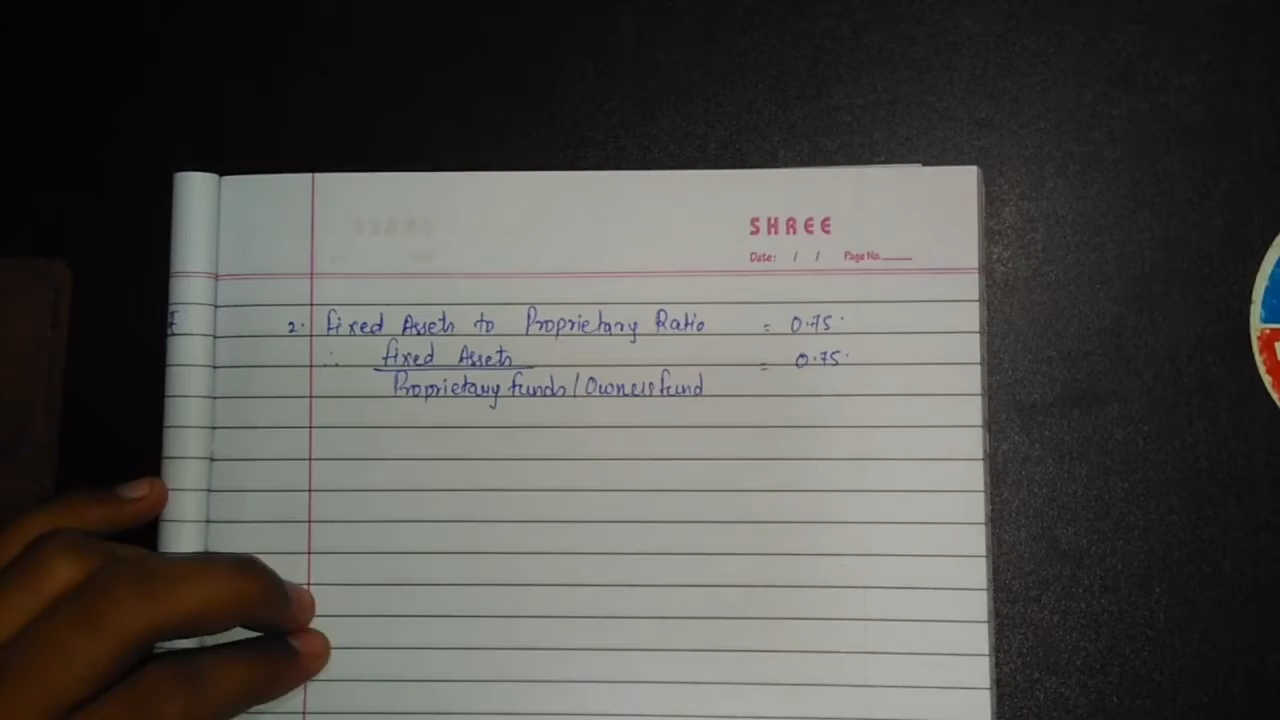 SHREE
Date: / / Page No.
2. Fixed Assets to Proprietary Ratio = 0.75
∴ Fixed Assets = 0.75
Proprietary funds / Owners fund